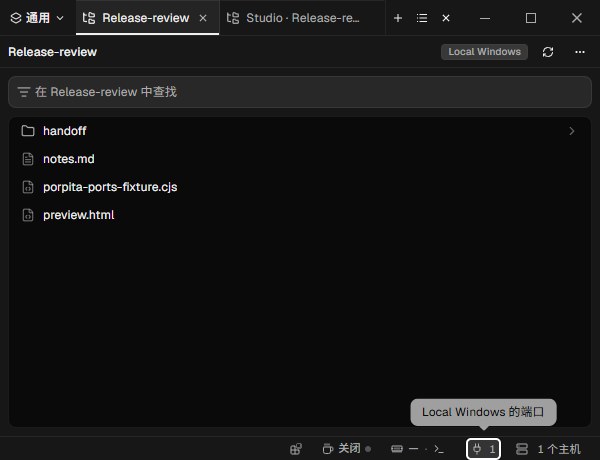 通用 Release-review Studio · Release-re...
Release-review Local Windows
在 Release-review 中查找
handoff
notes.md
porpita-ports-fixture.cjs
preview.html
Local Windows 的端口
关闭 — · 1 1 个主机